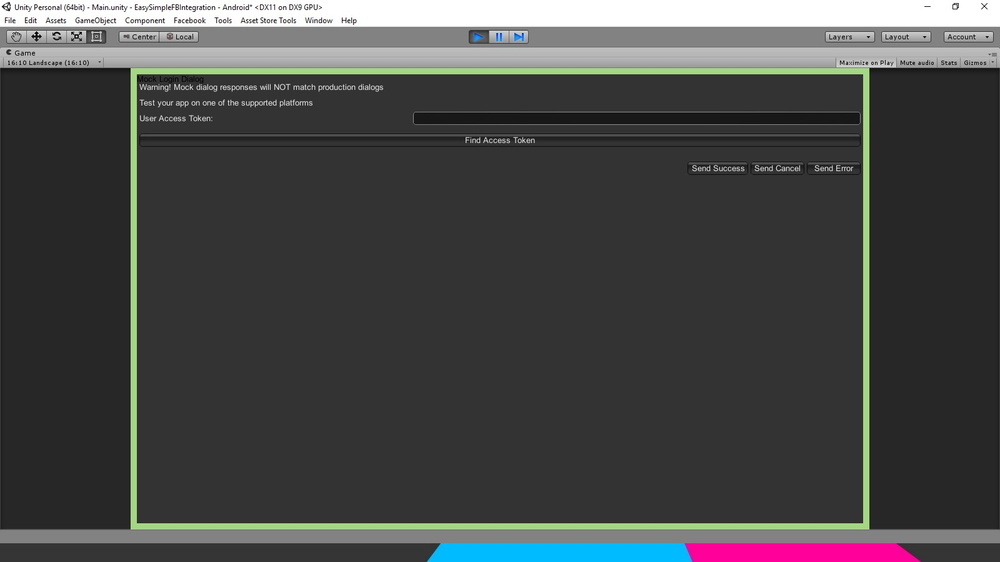 Unity Personal (64bit) - Main.unity - EasySimpleFBIntegration - Android* <DX11 on DX9 GPU>
File Edit Assets GameObject Component Facebook Tools Asset Store Tools Window Help
Center Local Layers Layout Account
Game
16:10 Landscape (16:10) Maximize on Play Mute audio Stats Gizmos
Mock Login Dialog
Warning! Mock dialog responses will NOT match production dialogs
Test your app on one of the supported platforms
User Access Token:
Find Access Token
Send Success Send Cancel Send Error